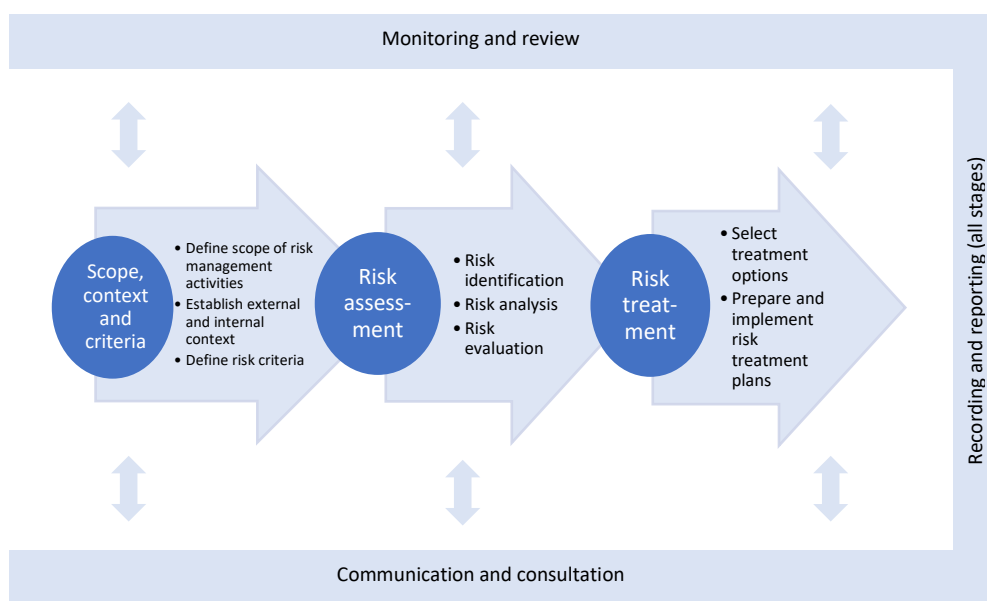 Monitoring and review
Scope,
context
and
criteria
• Define scope of risk
management
activities
• Establish external
and internal
context
• Define risk criteria
Risk
assess-
ment
• Risk
identification
• Risk analysis
• Risk
evaluation
Risk
treat-
ment
• Select
treatment
options
• Prepare and
implement
risk
treatment
plans
Recording and reporting (all stages)
Communication and consultation